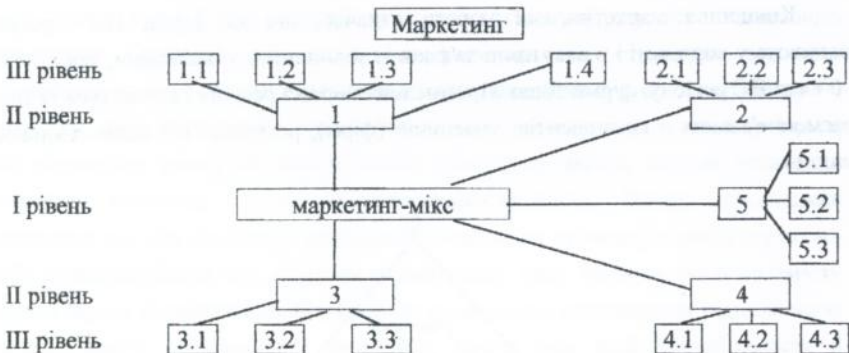 Маркетинг
III рівень 1.1 1.2 1.3 1.4 2.1 2.2 2.3
II рівень 1 2
5.1
I рівень маркетинг-мікс 5 5.2
5.3
II рівень 3 4
III рівень 3.1 3.2 3.3 4.1 4.2 4.3